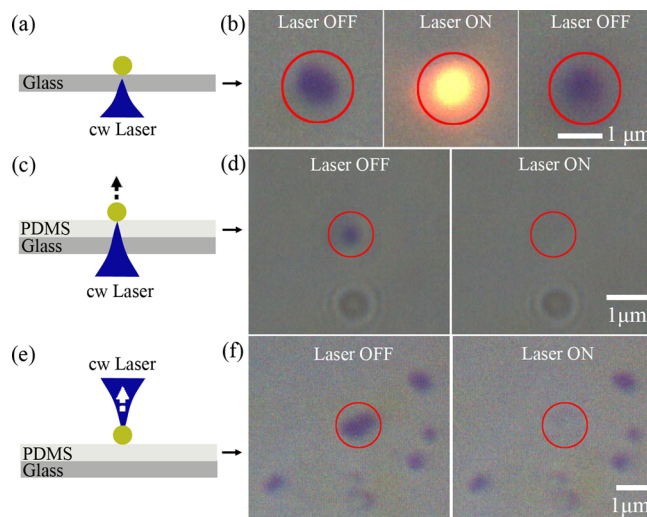 (a)
Glass
cw Laser
(b)
Laser OFF
Laser ON
Laser OFF
1 μm
(c)
PDMS
Glass
cw Laser
(d)
Laser OFF
Laser ON
1μm
(e)
cw Laser
PDMS
Glass
(f)
Laser OFF
Laser ON
1μm